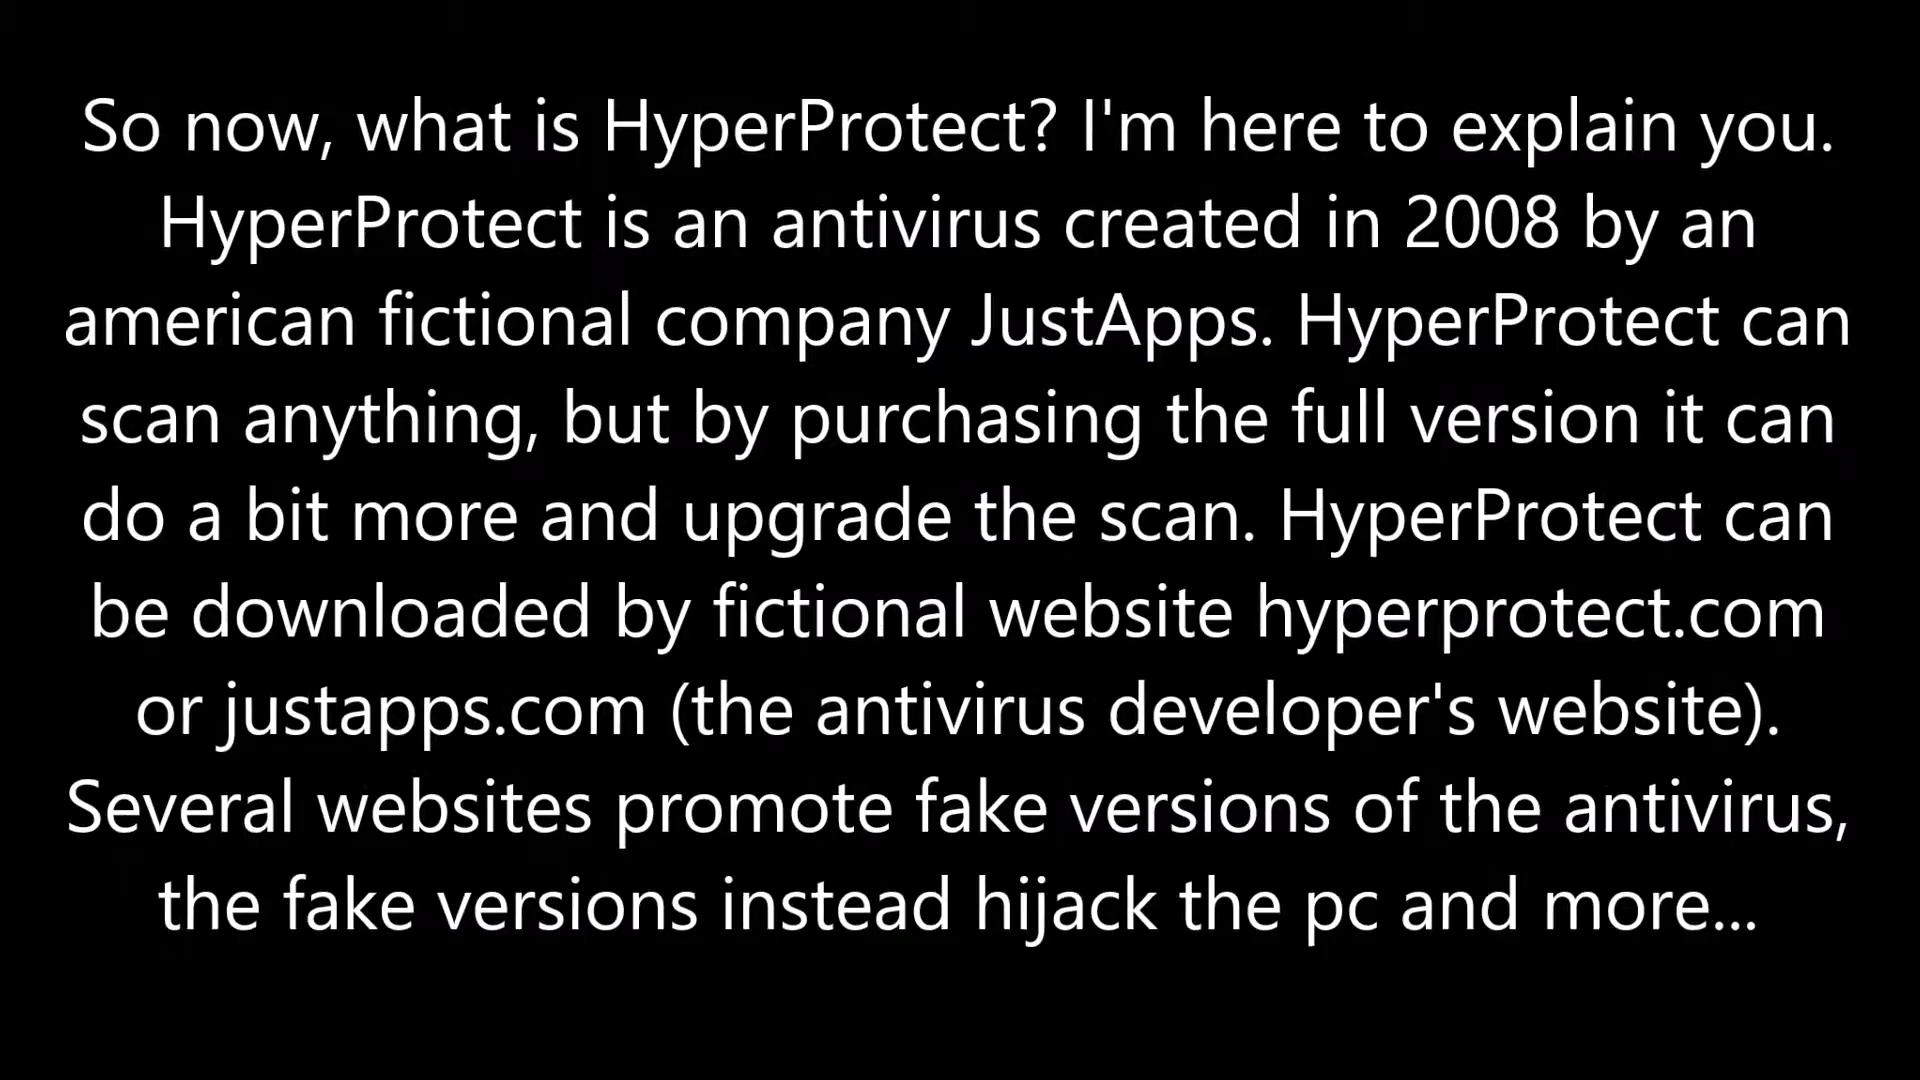 So now, what is HyperProtect? I'm here to explain you.
HyperProtect is an antivirus created in 2008 by an
american fictional company JustApps. HyperProtect can
scan anything, but by purchasing the full version it can
do a bit more and upgrade the scan. HyperProtect can
be downloaded by fictional website hyperprotect.com
or justapps.com (the antivirus developer's website).
Several websites promote fake versions of the antivirus,
the fake versions instead hijack the pc and more...